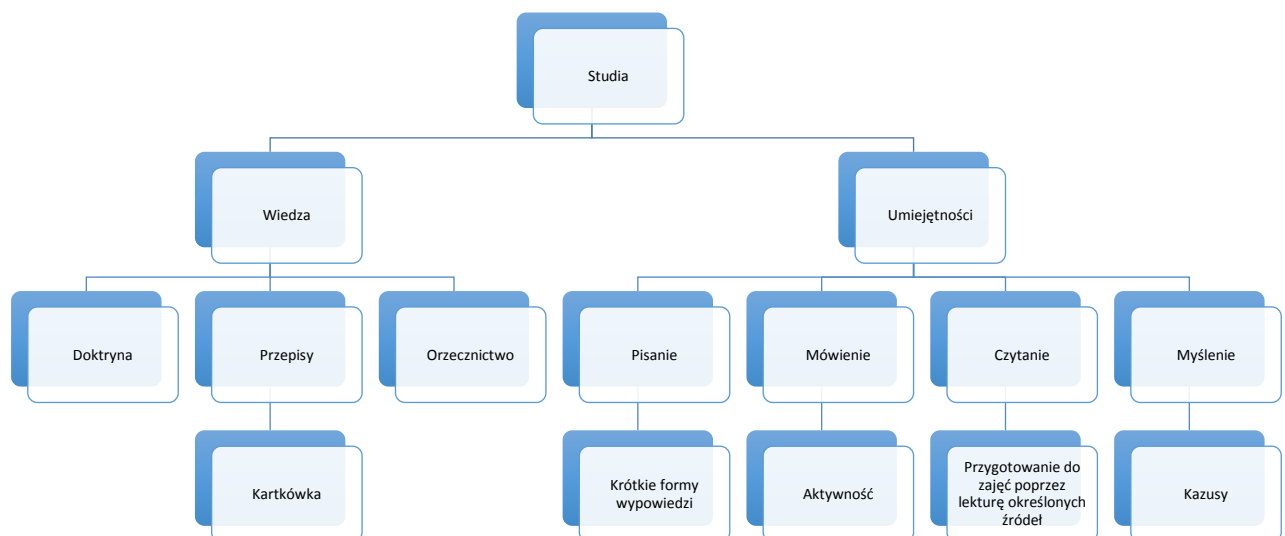 Studia
Wiedza
Umiejętności
Doktryna
Przepisy
Orzecznictwo
Pisanie
Mówienie
Czytanie
Myślenie
Kartkówka
Krótkie formy
wypowiedzi
Aktywność
Przygotowanie do
zajęć poprzez
lekturę określonych
źródeł
Kazusy